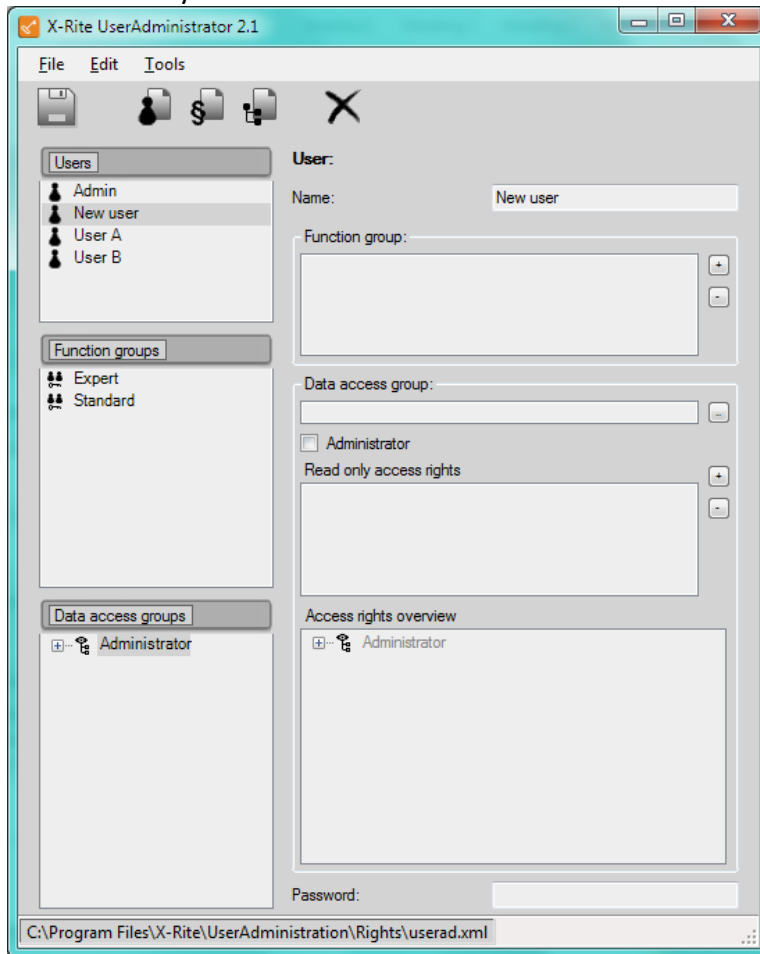 X-Rite UserAdministrator 2.1
File Edit Tools
Users
Admin
New user
User A
User B
Function groups
Expert
Standard
Data access groups
Administrator
User:
Name: New user
Function group:
+
-
Data access group:
...
Administrator
Read only access rights
+
-
Access rights overview
Administrator
Password:
C:\Program Files\X-Rite\UserAdministration\Rights\userad.xml